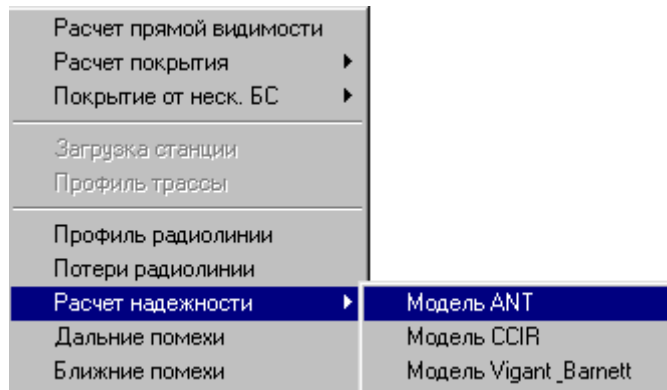 Расчет прямой видимости
Расчет покрытия
Покрытие от неск. БС
Загрузка станции
Профиль трассы
Профиль радиолинии
Потери радиолинии
Расчет надежности
Модель ANT
Дальние помехи
Модель CCIR
Ближние помехи
Модель Vigant_Barnett